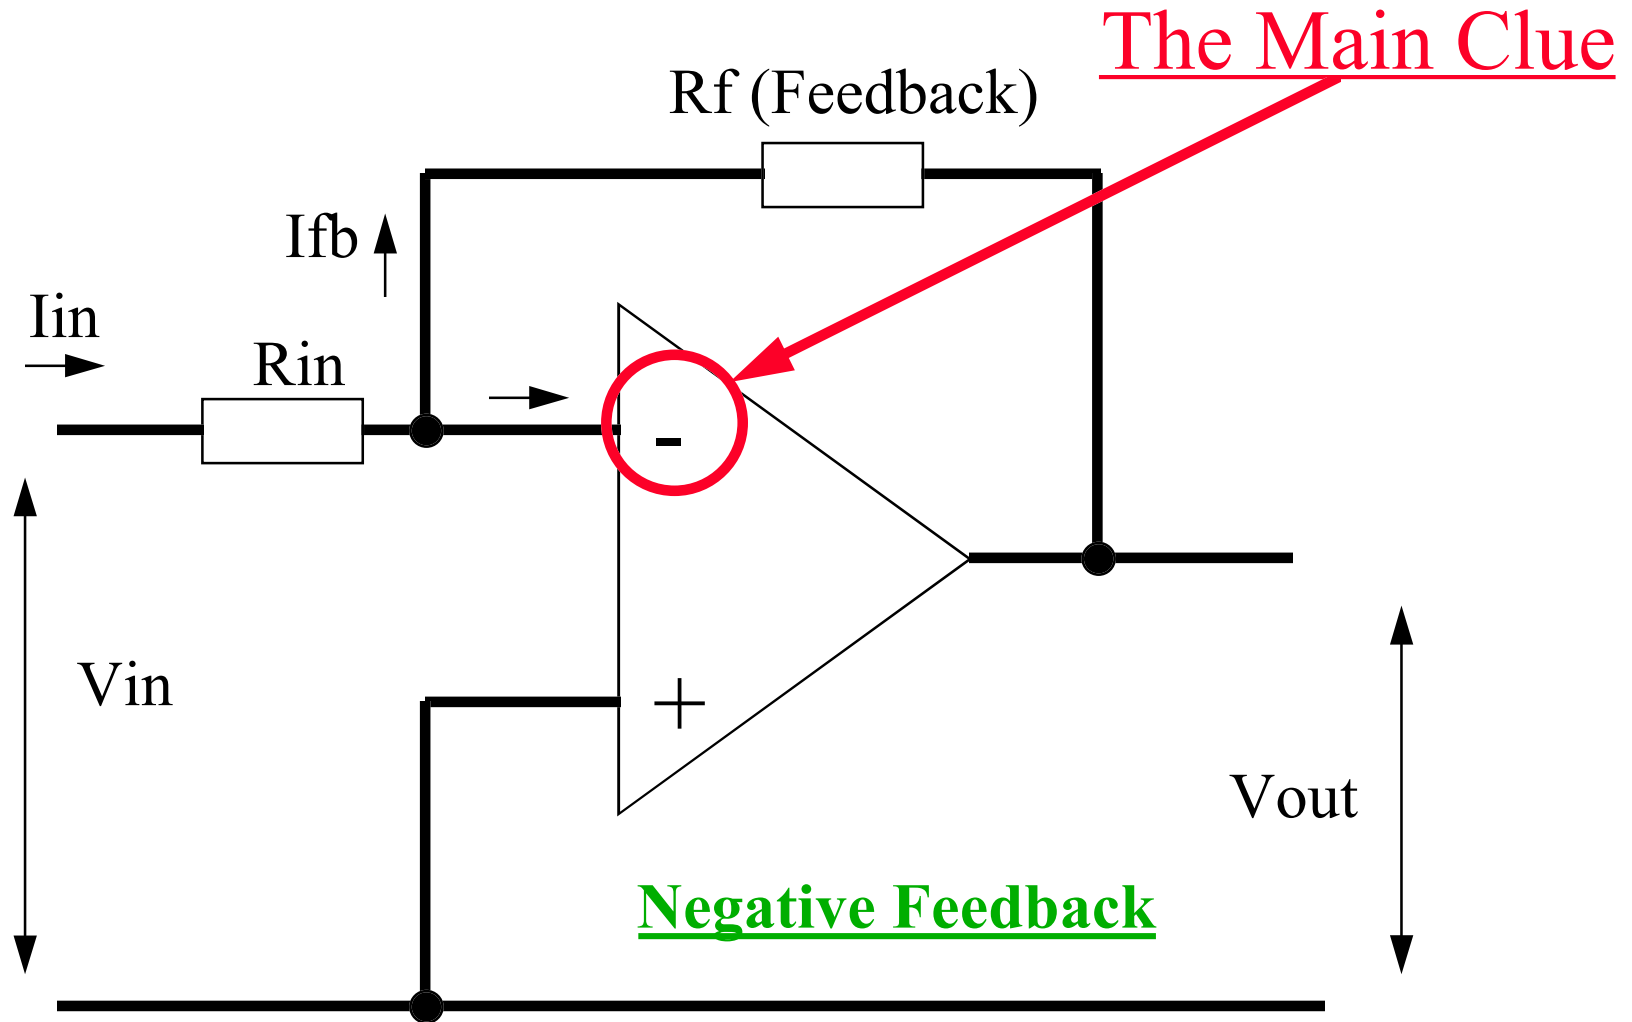 The Main Clue
Rf (Feedback)
Ifb
Iin
Rin
-
Vin
+
Vout
Negative Feedback